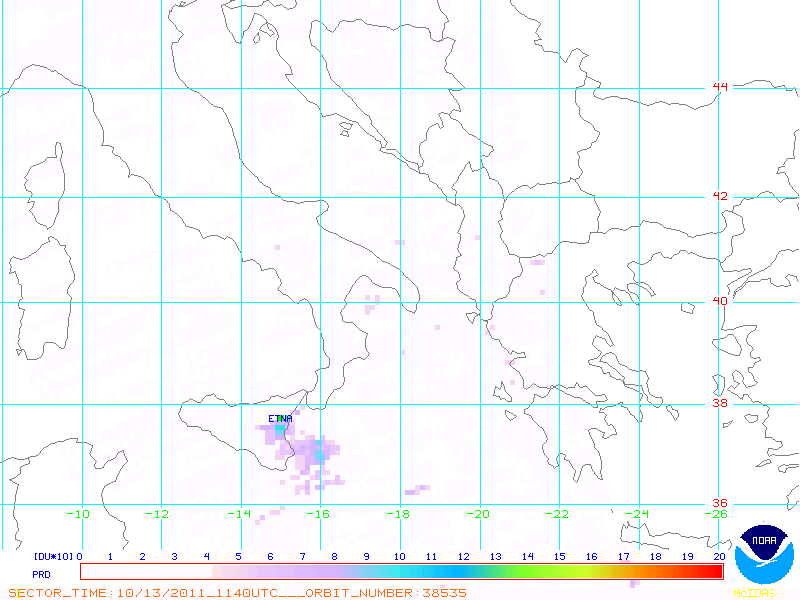 44
42
40
ETNA
38
36
-10 -12 -14 -16 -18 -20 -22 -24 -26
[DU*10] 0 1 2 3 4 5 6 7 8 9 10 11 12 13 14 15 16 17 18 19 20
NOAA
PRD
SECTOR_TIME:10/13/2011_1140UTC___ORBIT_NUMBER:38535
McIDAS